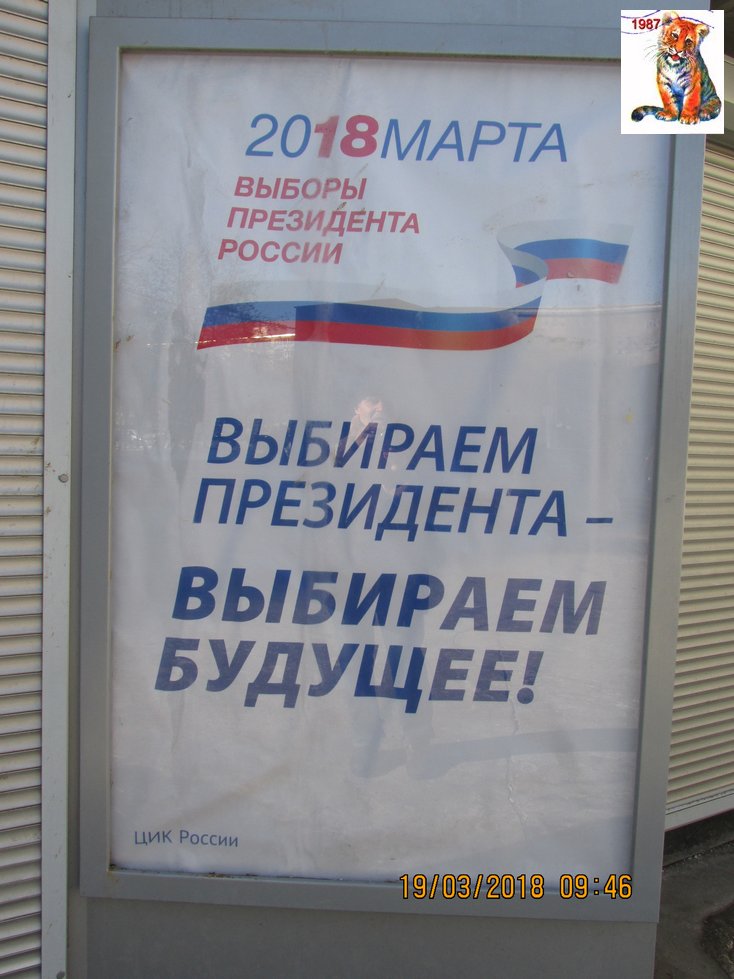 1987
2018МАРТА
ВЫБОРЫ
ПРЕЗИДЕНТА
РОССИИ
ВЫБИРАЕМ
ПРЕЗИДЕНТА –
ВЫБИРАЕМ
БУДУЩЕЕ!
ЦИК России
19/03/2018 09:46